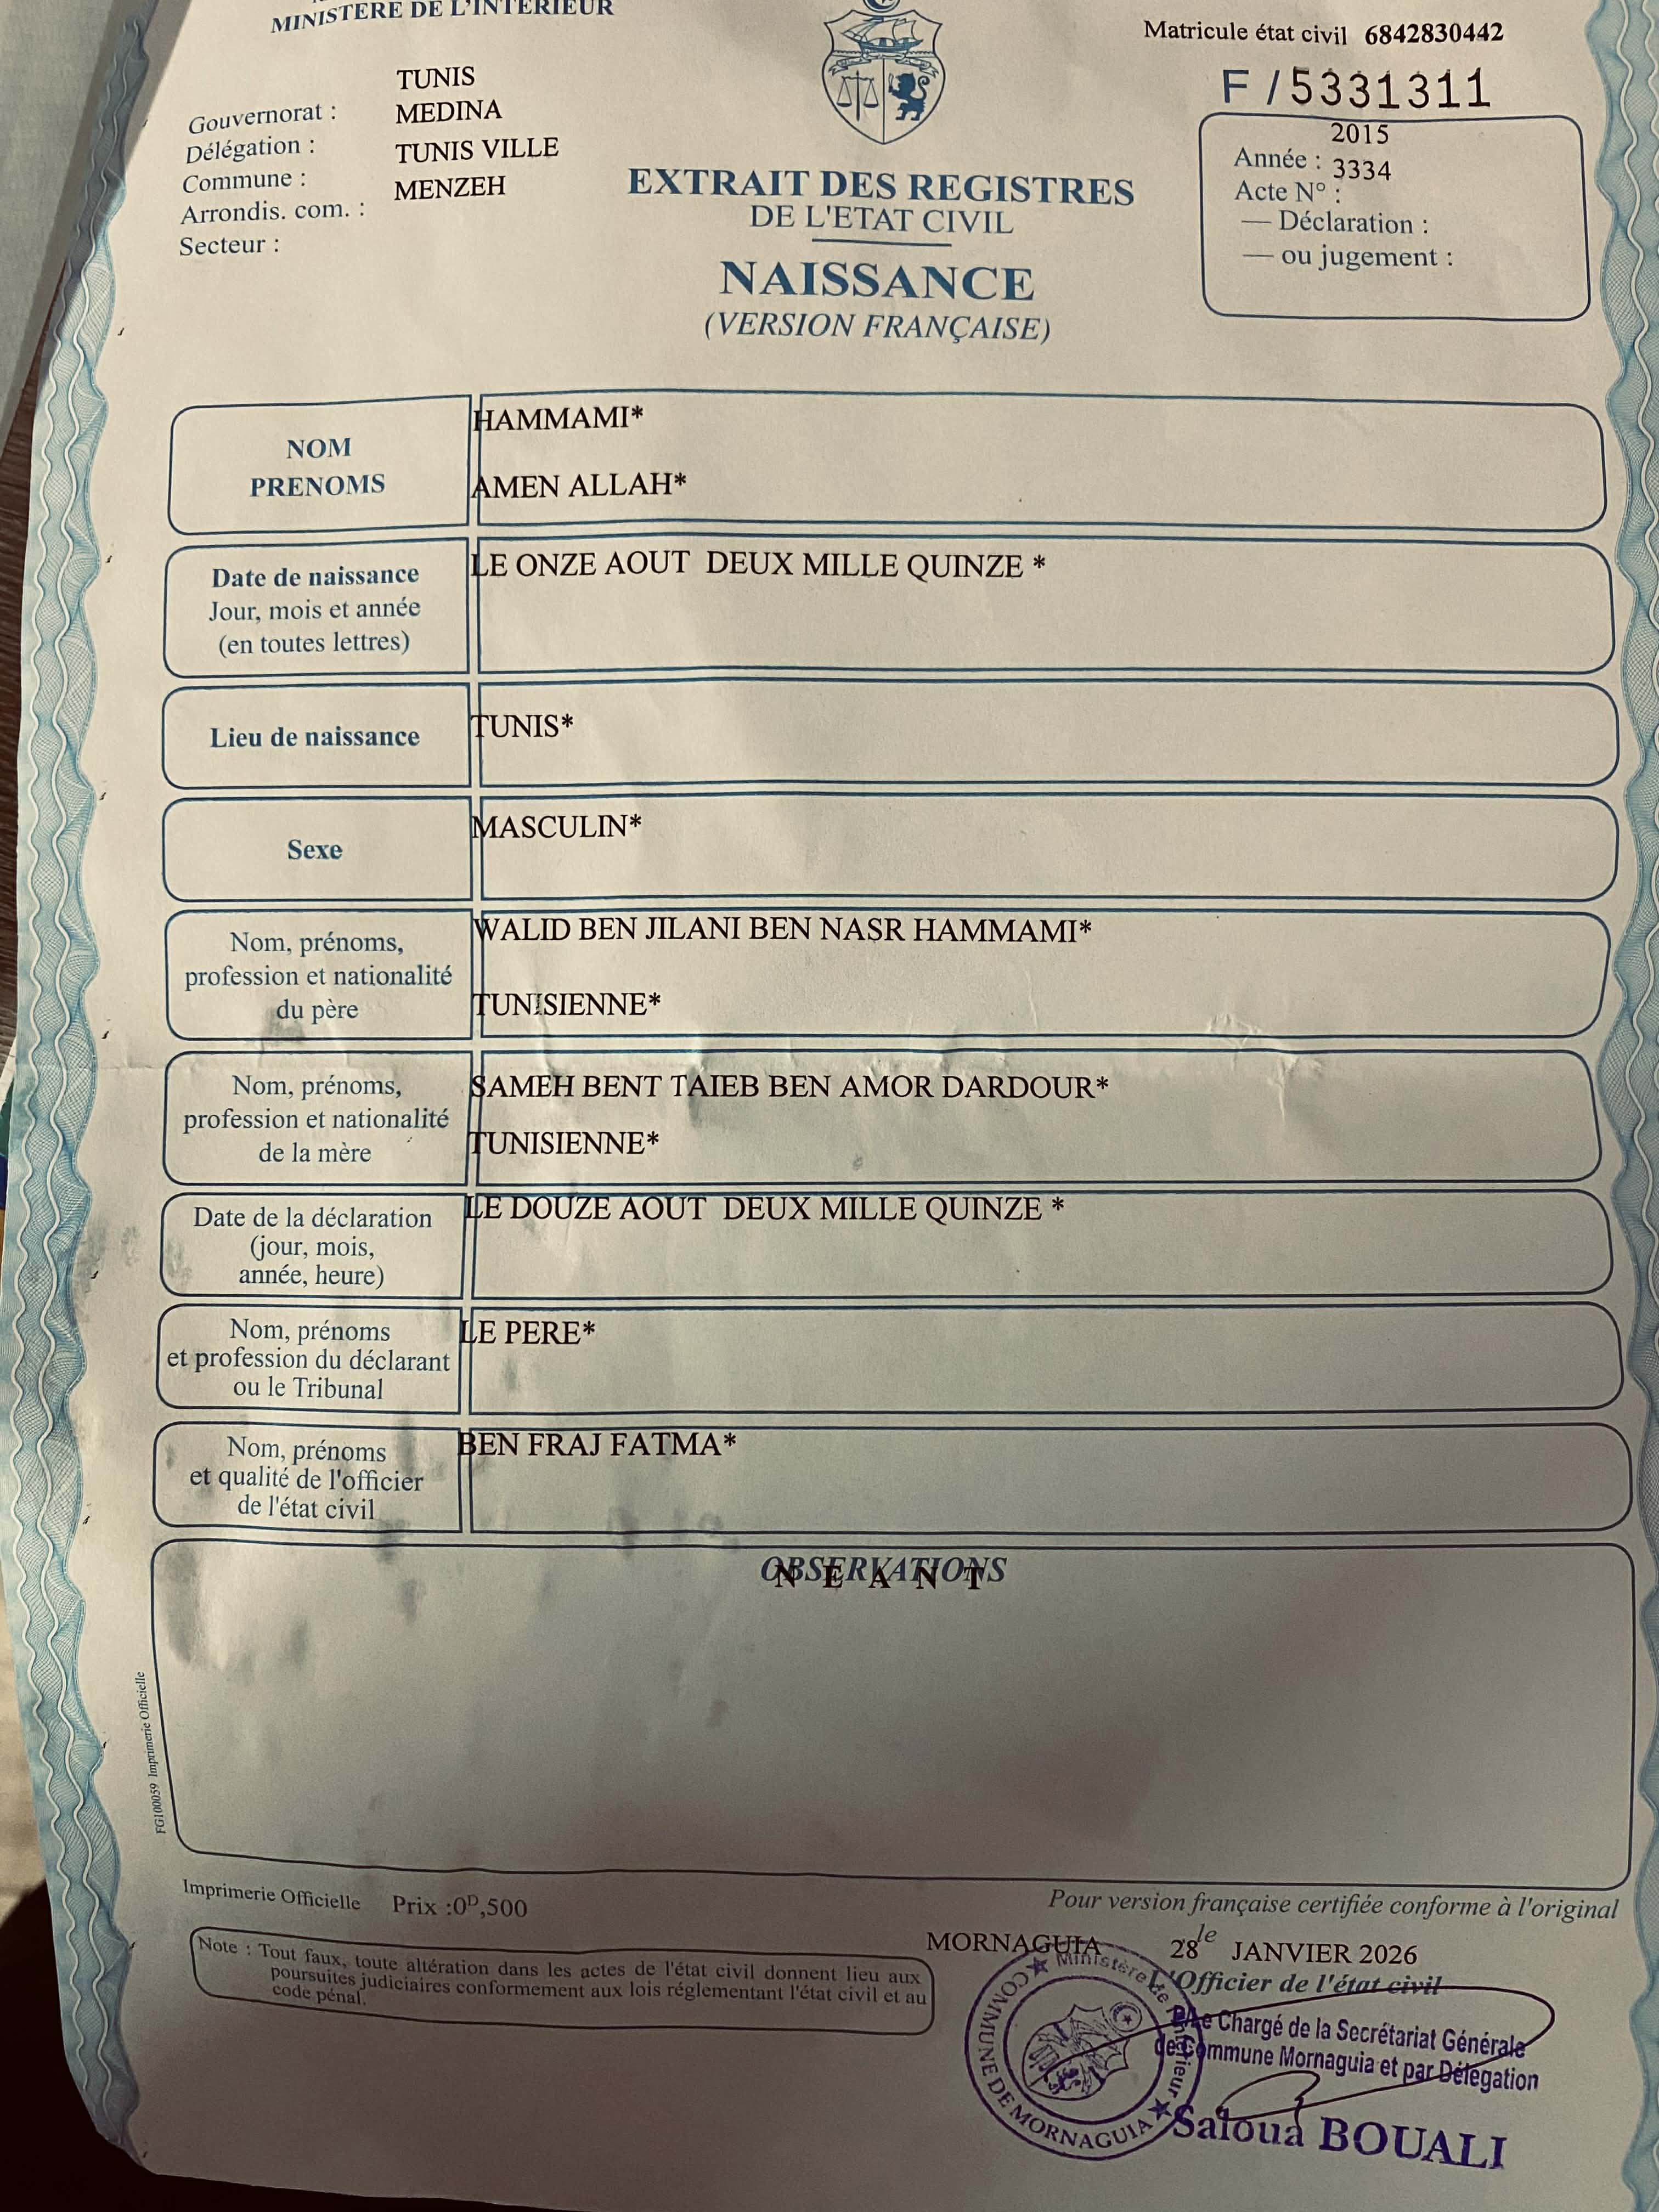 MINISTERE DE L'INTERIEUR
Matricule état civil 6842830442
F / 5331311
TUNIS
Gouvernorat :
MEDINA
Délégation :
TUNIS VILLE
Commune :
MENZEH
Arrondis. com. :
Secteur :
EXTRAIT DES REGISTRES
DE L'ETAT CIVIL
NAISSANCE
(VERSION FRANÇAISE)
2015
Année :
3334
Acte N° :
— Déclaration :
— ou jugement :
NOM
PRENOMS
HAMMAMI*
AMEN ALLAH*
Date de naissance
Jour, mois et année
(en toutes lettres)
LE ONZE AOUT DEUX MILLE QUINZE *
Lieu de naissance
TUNIS*
Sexe
MASCULIN*
Nom, prénoms,
profession et nationalité
du père
WALID BEN JILANI BEN NASR HAMMAMI*
TUNISIENNE*
Nom, prénoms,
profession et nationalité
de la mère
SAMEH BENT TAIEB BEN AMOR DARDOUR*
TUNISIENNE*
Date de la déclaration
(jour, mois,
année, heure)
LE DOUZE AOUT DEUX MILLE QUINZE *
Nom, prénoms
et profession du déclarant
ou le Tribunal
LE PERE*
Nom, prénoms
et qualité de l'officier
de l'état civil
BEN FRAJ FATMA*
OBSERVATIONS
N E A N T
FG100059 Imprimerie Officielle
Imprimerie Officielle Prix :0ᴰ,500
Note : Tout faux, toute altération dans les actes de l'état civil donnent lieu aux
poursuites judiciaires conformement aux lois réglementant l'état civil et au
code pénal.
Pour version française certifiée conforme à l'original
MORNAGUIA le 28 JANVIER 2026
L'Officier de l'état civil
P/Le Chargé de la Secrétariat Générale
de Commune Mornaguia et par Délegation
Saloua BOUALI
★ Ministère de l'Intérieur ★
COMMUNE DE MORNAGUIA